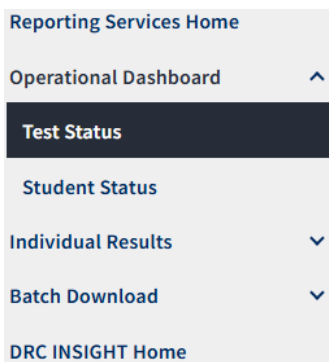 Reporting Services Home
Operational Dashboard
Test Status
Student Status
Individual Results
Batch Download
DRC INSIGHT Home